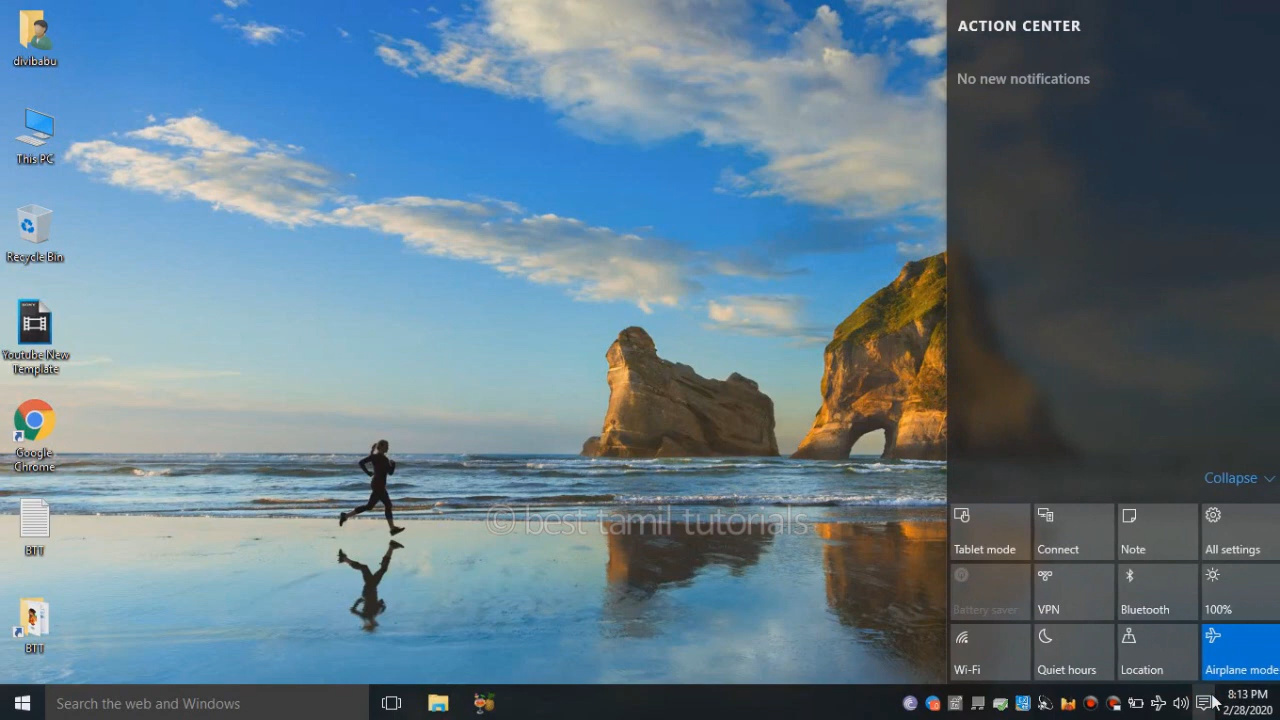 ACTION CENTER
No new notifications
divibabu
This PC
Recycle Bin
Youtube New
Template
Google
Chrome
BTT
BTT
© best tamil tutorials
Collapse
Tablet mode
Connect
Note
All settings
Battery saver
VPN
Bluetooth
100%
Wi-Fi
Quiet hours
Location
Airplane mode
Search the web and Windows
8:13 PM
2/28/2020